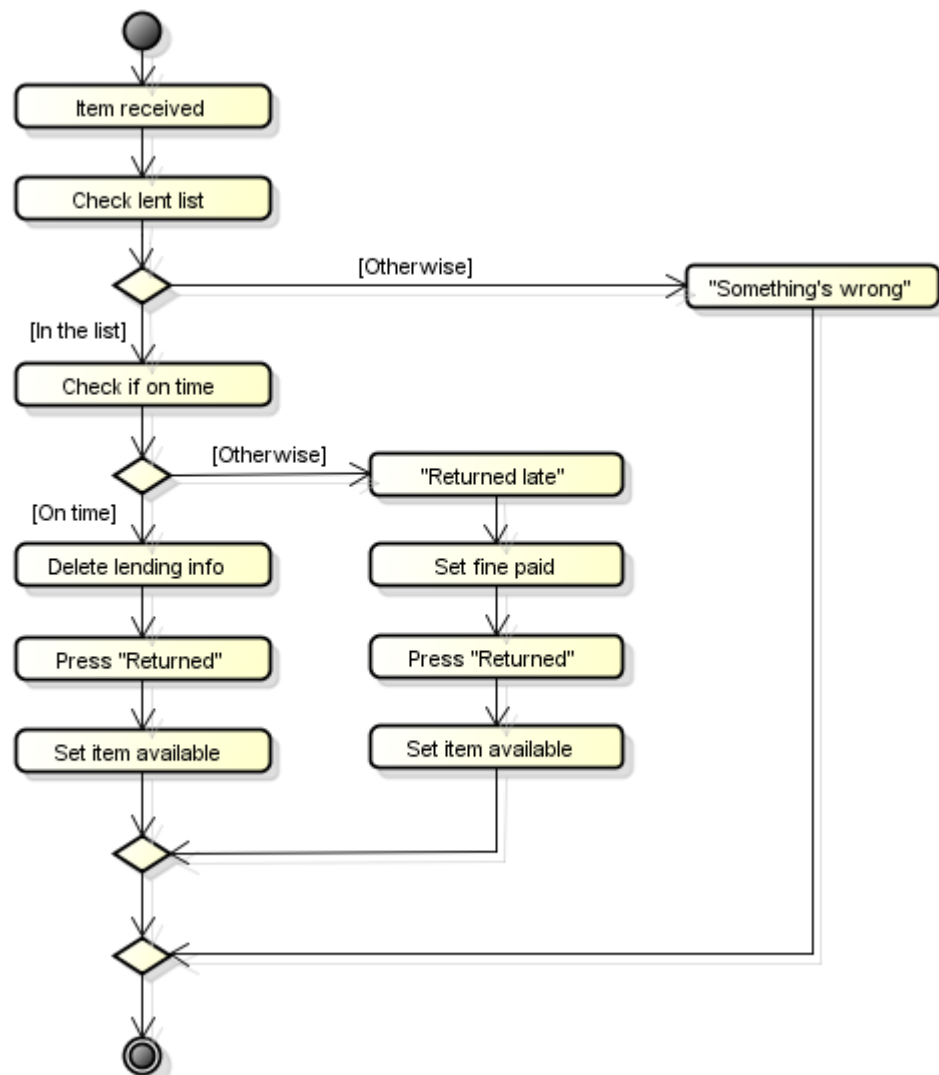 Item received
Check lent list
[Otherwise]
"Something's wrong"
[In the list]
Check if on time
[Otherwise]
"Returned late"
[On time]
Delete lending info
Set fine paid
Press "Returned"
Press "Returned"
Set item available
Set item available